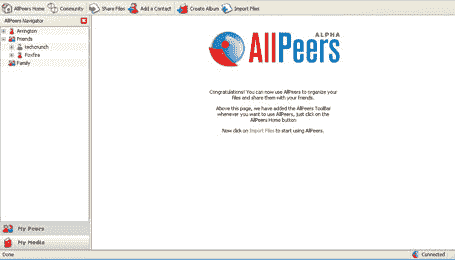 AllPeers Home Community Share Files Add a Contact Create Album Import Files
AllPeers Navigator
Arrington
Friends
techcrunch
Foxfire
Family
ALPHA
AllPeers
Congratulations! You can now use AllPeers to organize your
files and share them with your friends.
Above this page, we have added the AllPeers ToolBar
whenever you want to use AllPeers, just click on the
AllPeers Home button
Now click on Import Files to start using AllPeers.
My Peers
My Media
Done Connected